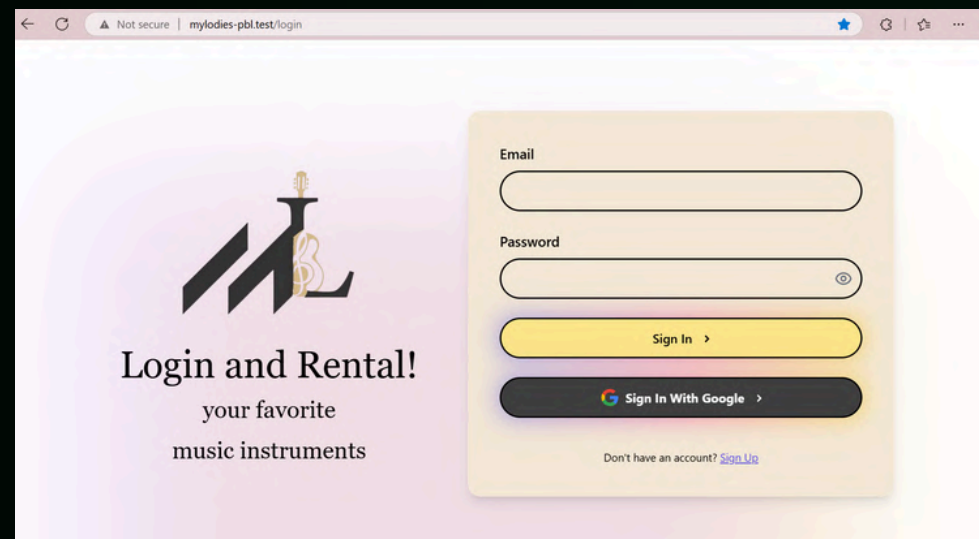 Not secure | mylodies-pbl.test/login
Email
Password
Sign In >
Sign In With Google >
Don't have an account? Sign Up
ML
Login and Rental!
your favorite
music instruments